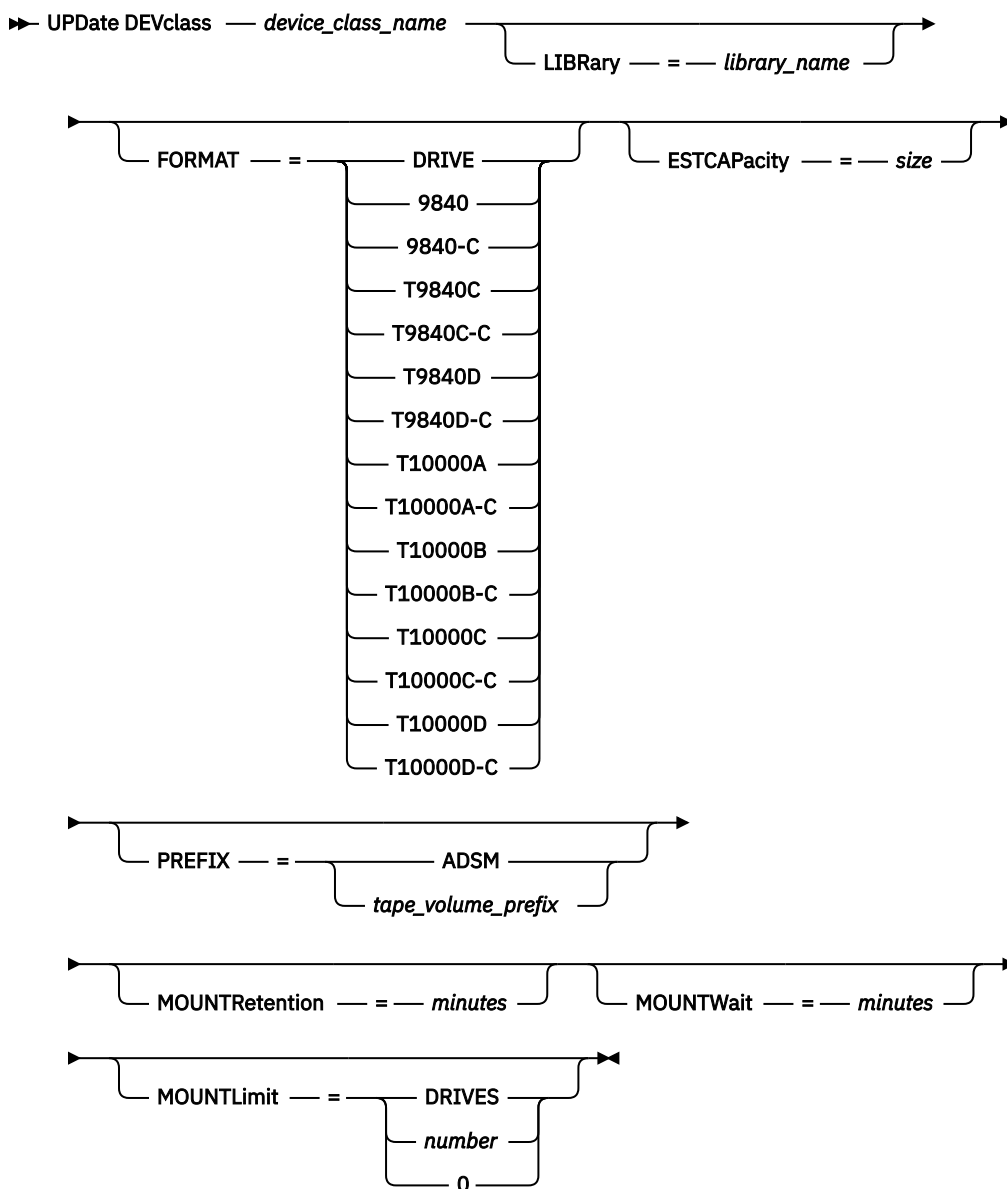 UPDate DEVclass — device_class_name
LIBRary — = — library_name
FORMAT — = DRIVE
ESTCAPacity — = — size
9840
9840-C
T9840C
T9840C-C
T9840D
T9840D-C
T10000A
T10000A-C
T10000B
T10000B-C
T10000C
T10000C-C
T10000D
T10000D-C
PREFIX — = ADSM
tape_volume_prefix
MOUNTRetention — = — minutes MOUNTWait — = — minutes
MOUNTLimit — = DRIVES
number
0